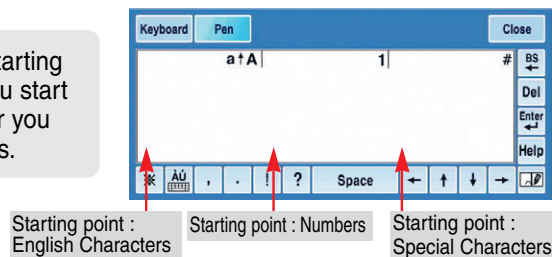 tarting
u start
r you
s.
Keyboard Pen Close
a↑A 1 #
BS
←
Del
Enter
↵
Help
※ ÀÚ , . ! ? Space ← ↑ ↓ →
Starting point :
English Characters
Starting point : Numbers
Starting point :
Special Characters